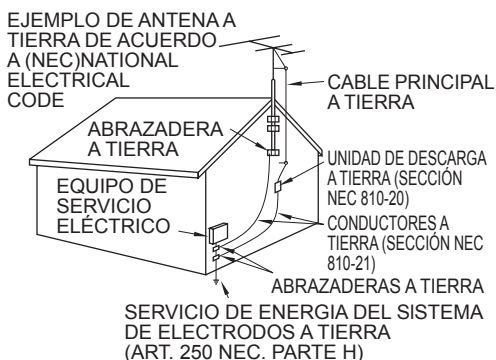 EJEMPLO DE ANTENA A
TIERRA DE ACUERDO
A (NEC)NATIONAL
ELECTRICAL
CODE
CABLE PRINCIPAL
A TIERRA
ABRAZADERA
A TIERRA
UNIDAD DE DESCARGA
A TIERRA (SECCIÓN
NEC 810-20)
EQUIPO DE
SERVICIO
ELÉCTRICO
CONDUCTORES A
TIERRA (SECCIÓN NEC
810-21)
ABRAZADERAS A TIERRA
SERVICIO DE ENERGIA DEL SISTEMA
DE ELECTRODOS A TIERRA
(ART. 250 NEC, PARTE H)